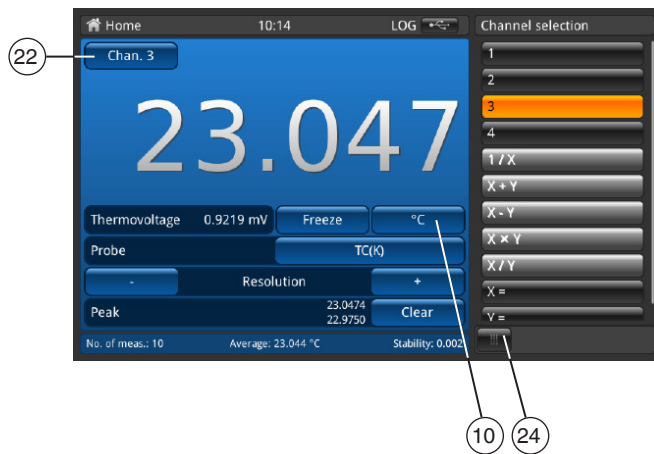 Home 10:14 LOG
Channel selection
22
Chan. 3
23.047
Thermovoltage 0.9219 mV Freeze °C
Probe TC(K)
- Resolution +
Peak 23.0474 22.9750 Clear
No. of meas.: 10 Average: 23.044 °C Stability: 0.002
1
2
3
4
1 / X
X + Y
X - Y
X × Y
X / Y
X =
Y =
10 24